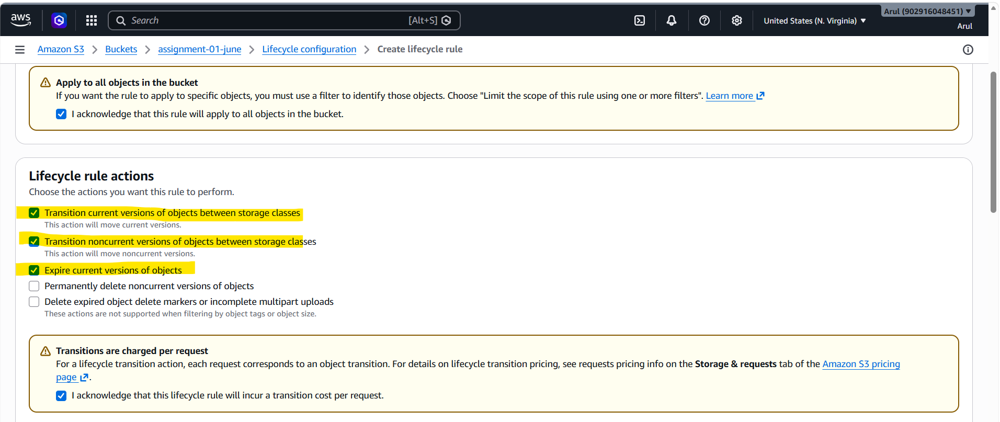 aws
Search
[Alt+S]
United States (N. Virginia)
Arul (902916048451)
Arul
Amazon S3 > Buckets > assignment-01-june > Lifecycle configuration > Create lifecycle rule
Apply to all objects in the bucket
If you want the rule to apply to specific objects, you must use a filter to identify those objects. Choose "Limit the scope of this rule using one or more filters". Learn more
I acknowledge that this rule will apply to all objects in the bucket.
Lifecycle rule actions
Choose the actions you want this rule to perform.
Transition current versions of objects between storage classes
This action will move current versions.
Transition noncurrent versions of objects between storage classes
This action will move noncurrent versions.
Expire current versions of objects
Permanently delete noncurrent versions of objects
Delete expired object delete markers or incomplete multipart uploads
These actions are not supported when filtering by object tags or object size.
Transitions are charged per request
For a lifecycle transition action, each request corresponds to an object transition. For details on lifecycle transition pricing, see requests pricing info on the Storage & requests tab of the Amazon S3 pricing
page .
I acknowledge that this lifecycle rule will incur a transition cost per request.